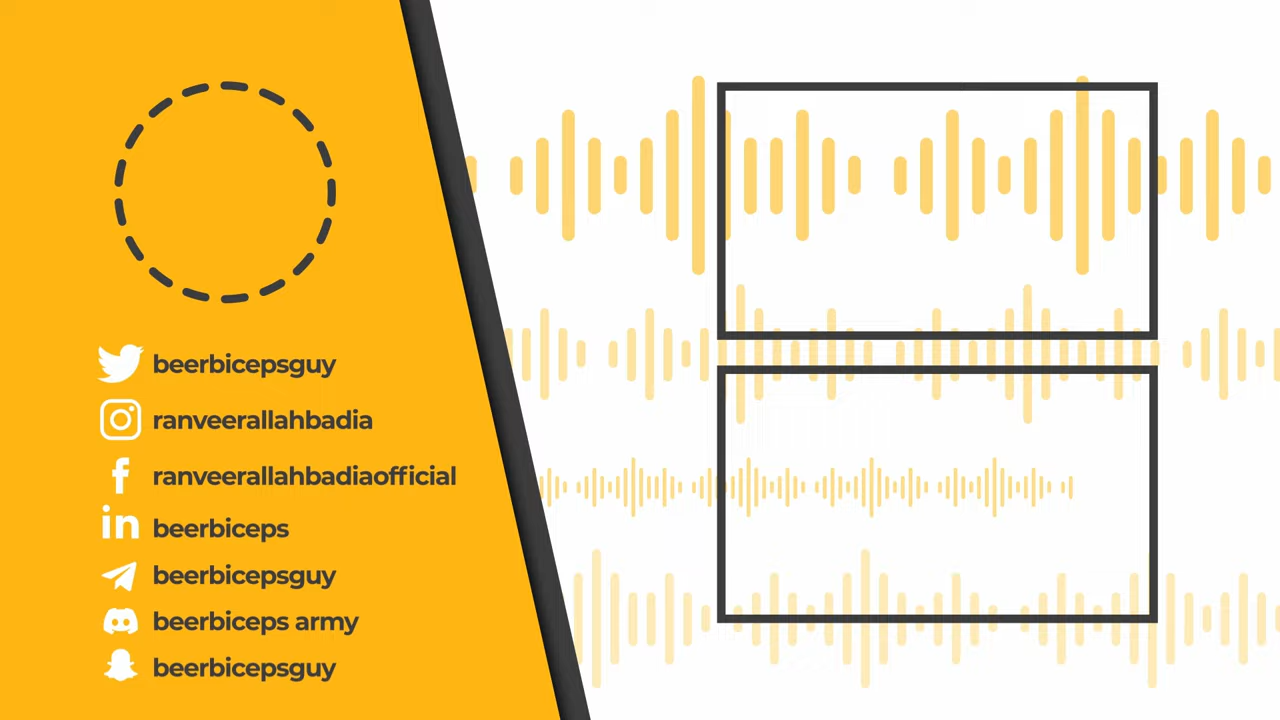 beerbicepsguy
ranveerallahbadia
ranveerallahbadiaofficial
beerbiceps
beerbicepsguy
beerbiceps army
beerbicepsguy